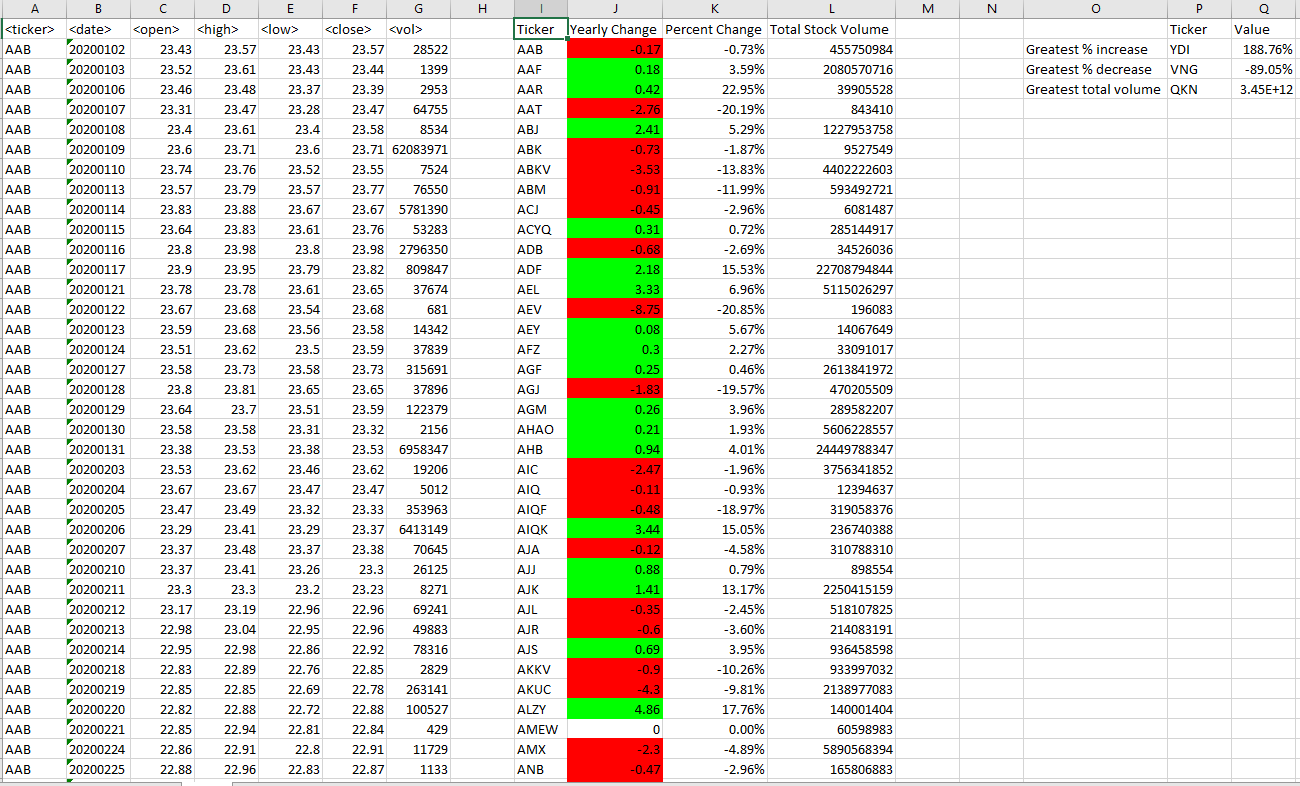 A B C D E F G H I J K L M N O P Q
<ticker> <date> <open> <high> <low> <close> <vol> Ticker Yearly Change Percent Change Total Stock Volume Ticker Value
AAB 20200102 23.43 23.57 23.43 23.57 28522 AAB -0.17 -0.73% 455750984 Greatest % increase YDI 188.76%
AAB 20200103 23.52 23.61 23.43 23.44 1399 AAF 0.18 3.59% 2080570716 Greatest % decrease VNG -89.05%
AAB 20200106 23.46 23.48 23.37 23.39 2953 AAR 0.42 22.95% 39905528 Greatest total volume QKN 3.45E+12
AAB 20200107 23.31 23.47 23.28 23.47 64755 AAT -2.76 -20.19% 843410
AAB 20200108 23.4 23.61 23.4 23.58 8534 ABJ 2.41 5.29% 1227953758
AAB 20200109 23.6 23.71 23.6 23.71 62083971 ABK -0.73 -1.87% 9527549
AAB 20200110 23.74 23.76 23.52 23.55 7524 ABKV -3.53 -13.83% 4402222603
AAB 20200113 23.57 23.79 23.57 23.77 76550 ABM -0.91 -11.99% 593492721
AAB 20200114 23.83 23.88 23.67 23.67 5781390 ACJ -0.45 -2.96% 6081487
AAB 20200115 23.64 23.83 23.61 23.76 53283 ACYQ 0.31 0.72% 285144917
AAB 20200116 23.8 23.98 23.8 23.98 2796350 ADB -0.68 -2.69% 34526036
AAB 20200117 23.9 23.95 23.79 23.82 809847 ADF 2.18 15.53% 22708794844
AAB 20200121 23.78 23.78 23.61 23.65 37674 AEL 3.33 6.96% 5115026297
AAB 20200122 23.67 23.68 23.54 23.68 681 AEV -8.75 -20.85% 196083
AAB 20200123 23.59 23.68 23.56 23.58 14342 AEY 0.08 5.67% 14067649
AAB 20200124 23.51 23.62 23.5 23.59 37839 AFZ 0.3 2.27% 33091017
AAB 20200127 23.58 23.73 23.58 23.73 315691 AGF 0.25 0.46% 2613841972
AAB 20200128 23.8 23.81 23.65 23.65 37896 AGJ -1.83 -19.57% 470205509
AAB 20200129 23.64 23.7 23.51 23.59 122379 AGM 0.26 3.96% 289582207
AAB 20200130 23.58 23.58 23.31 23.32 2156 AHAO 0.21 1.93% 5606228557
AAB 20200131 23.38 23.53 23.38 23.53 6958347 AHB 0.94 4.01% 24449788347
AAB 20200203 23.53 23.62 23.46 23.62 19206 AIC -2.47 -1.96% 3756341852
AAB 20200204 23.67 23.67 23.47 23.47 5012 AIQ -0.11 -0.93% 12394637
AAB 20200205 23.47 23.49 23.32 23.33 353963 AIQF -0.48 -18.97% 319058376
AAB 20200206 23.29 23.41 23.29 23.37 6413149 AIQK 3.44 15.05% 236740388
AAB 20200207 23.37 23.48 23.37 23.38 70645 AJA -0.12 -4.58% 310788310
AAB 20200210 23.37 23.41 23.26 23.3 26125 AJJ 0.88 0.79% 898554
AAB 20200211 23.3 23.3 23.2 23.23 8271 AJK 1.41 13.17% 2250415159
AAB 20200212 23.17 23.19 22.96 22.96 69241 AJL -0.35 -2.45% 518107825
AAB 20200213 22.98 23.04 22.95 22.96 49883 AJR -0.6 -3.60% 214083191
AAB 20200214 22.95 22.98 22.86 22.92 78316 AJS 0.69 3.95% 936458598
AAB 20200218 22.83 22.89 22.76 22.85 2829 AKKV -0.9 -10.26% 933997032
AAB 20200219 22.85 22.85 22.69 22.78 263141 AKUC -4.3 -9.81% 2138977083
AAB 20200220 22.82 22.88 22.72 22.88 100527 ALZY 4.86 17.76% 140001404
AAB 20200221 22.85 22.94 22.81 22.84 429 AMEW 0 0.00% 60598983
AAB 20200224 22.86 22.91 22.8 22.91 11729 AMX -2.3 -4.89% 5890568394
AAB 20200225 22.88 22.96 22.83 22.87 1133 ANB -0.47 -2.96% 165806883